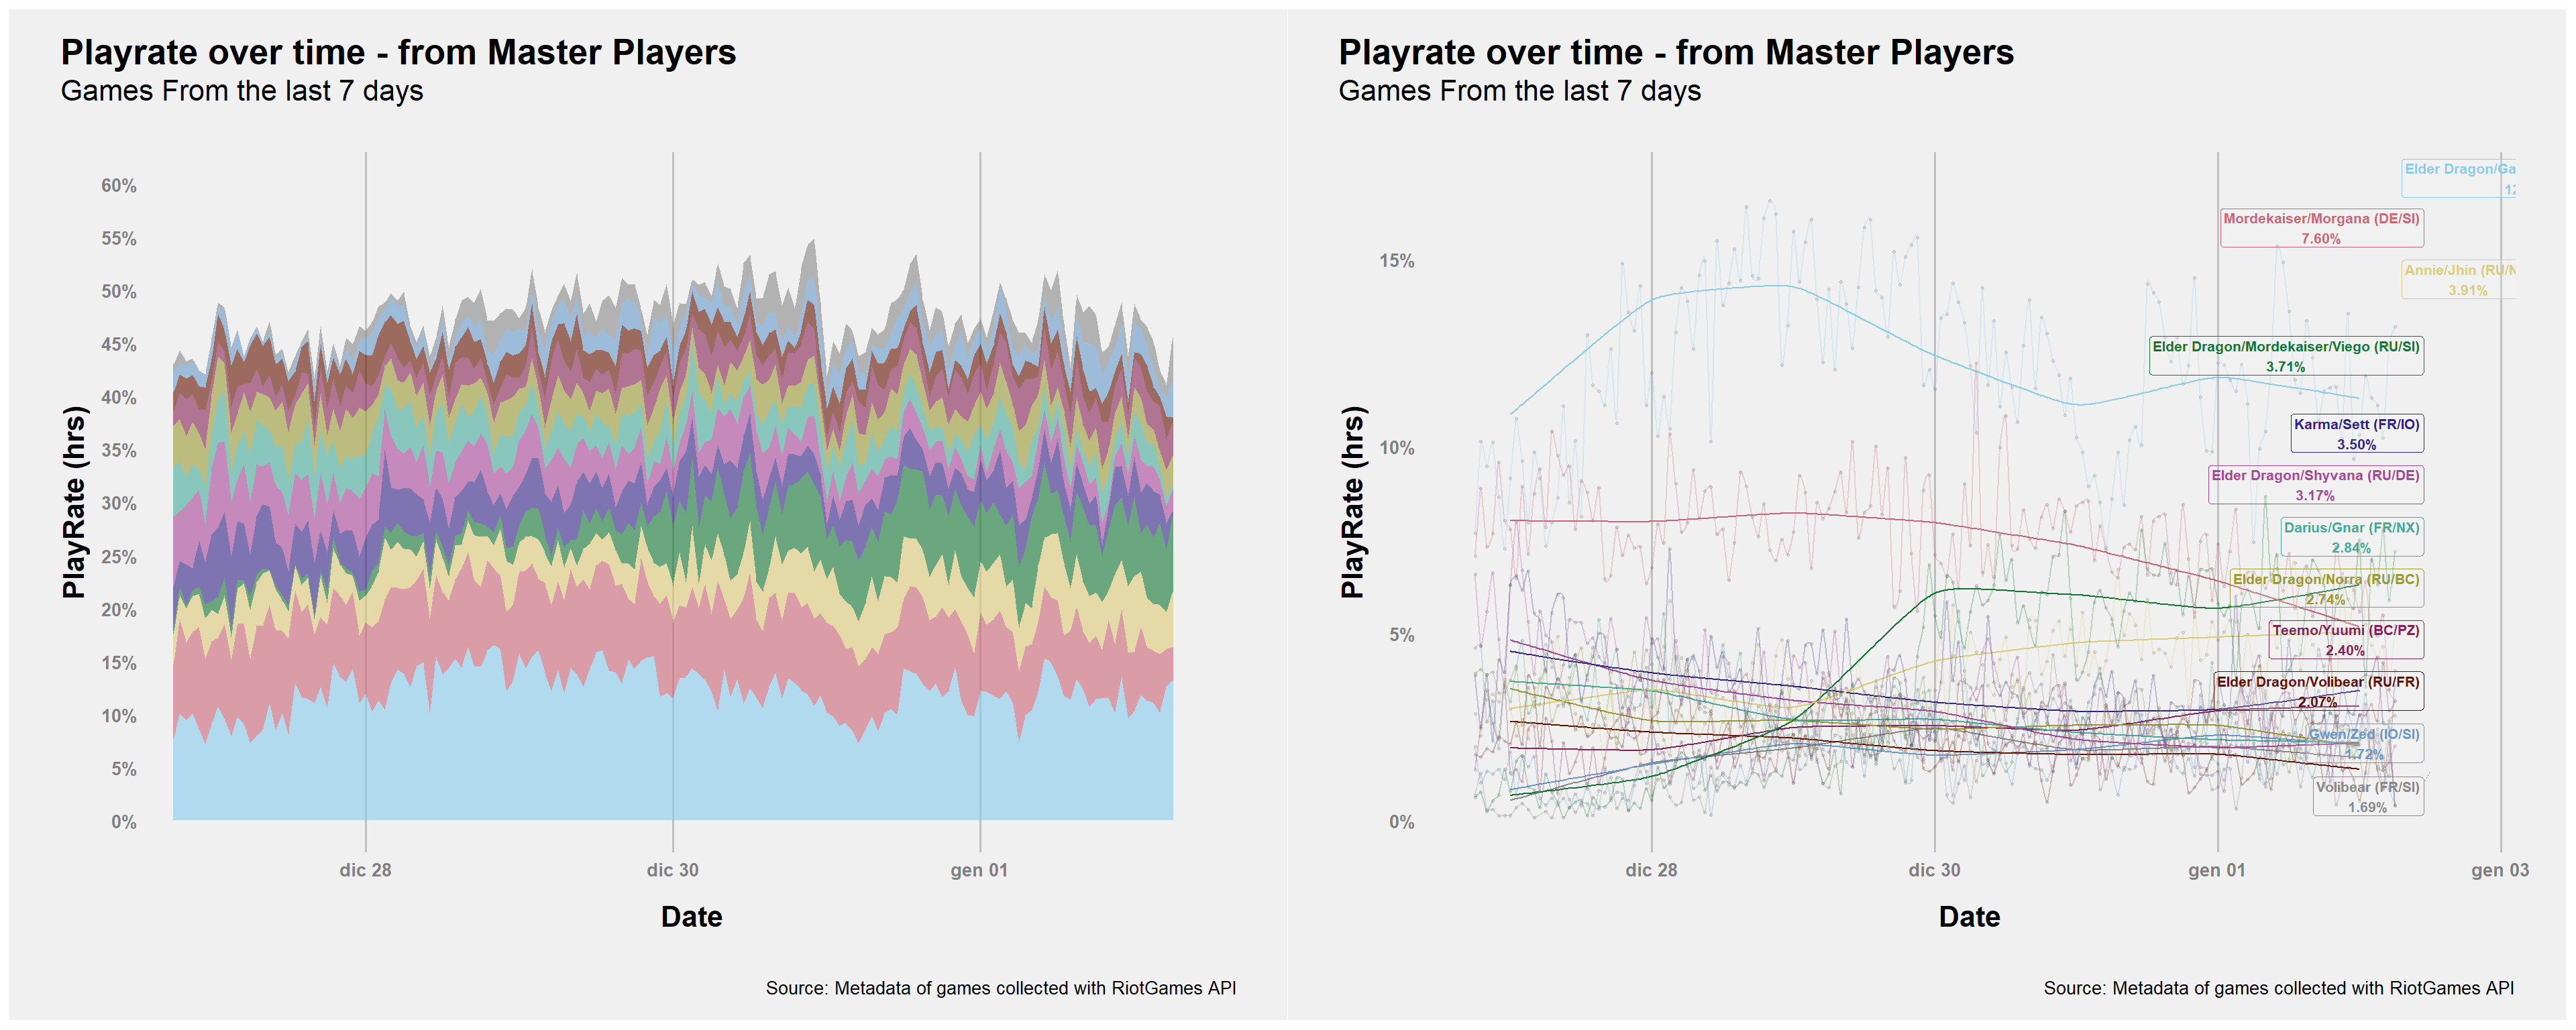 Playrate over time - from Master Players
Games From the last 7 days
PlayRate (hrs)
60%
55%
50%
45%
40%
35%
30%
25%
20%
15%
10%
5%
0%
dic 28
dic 30
gen 01
Date
Source: Metadata of games collected with RiotGames API
Playrate over time - from Master Players
Games From the last 7 days
PlayRate (hrs)
15%
10%
5%
0%
Elder Dragon/Ga
12
Mordekaiser/Morgana (DE/SI)
7.60%
Annie/Jhin (RU/N
3.91%
Elder Dragon/Mordekaiser/Viego (RU/SI)
3.71%
Karma/Sett (FR/IO)
3.50%
Elder Dragon/Shyvana (RU/DE)
3.17%
Darius/Gnar (FR/NX)
2.84%
Elder Dragon/Norra (RU/BC)
2.74%
Teemo/Yuumi (BC/PZ)
2.40%
Elder Dragon/Volibear (RU/FR)
2.07%
Gwen/Zed (IO/SI)
1.72%
Volibear (FR/SI)
1.69%
dic 28
dic 30
gen 01
gen 03
Date
Source: Metadata of games collected with RiotGames API